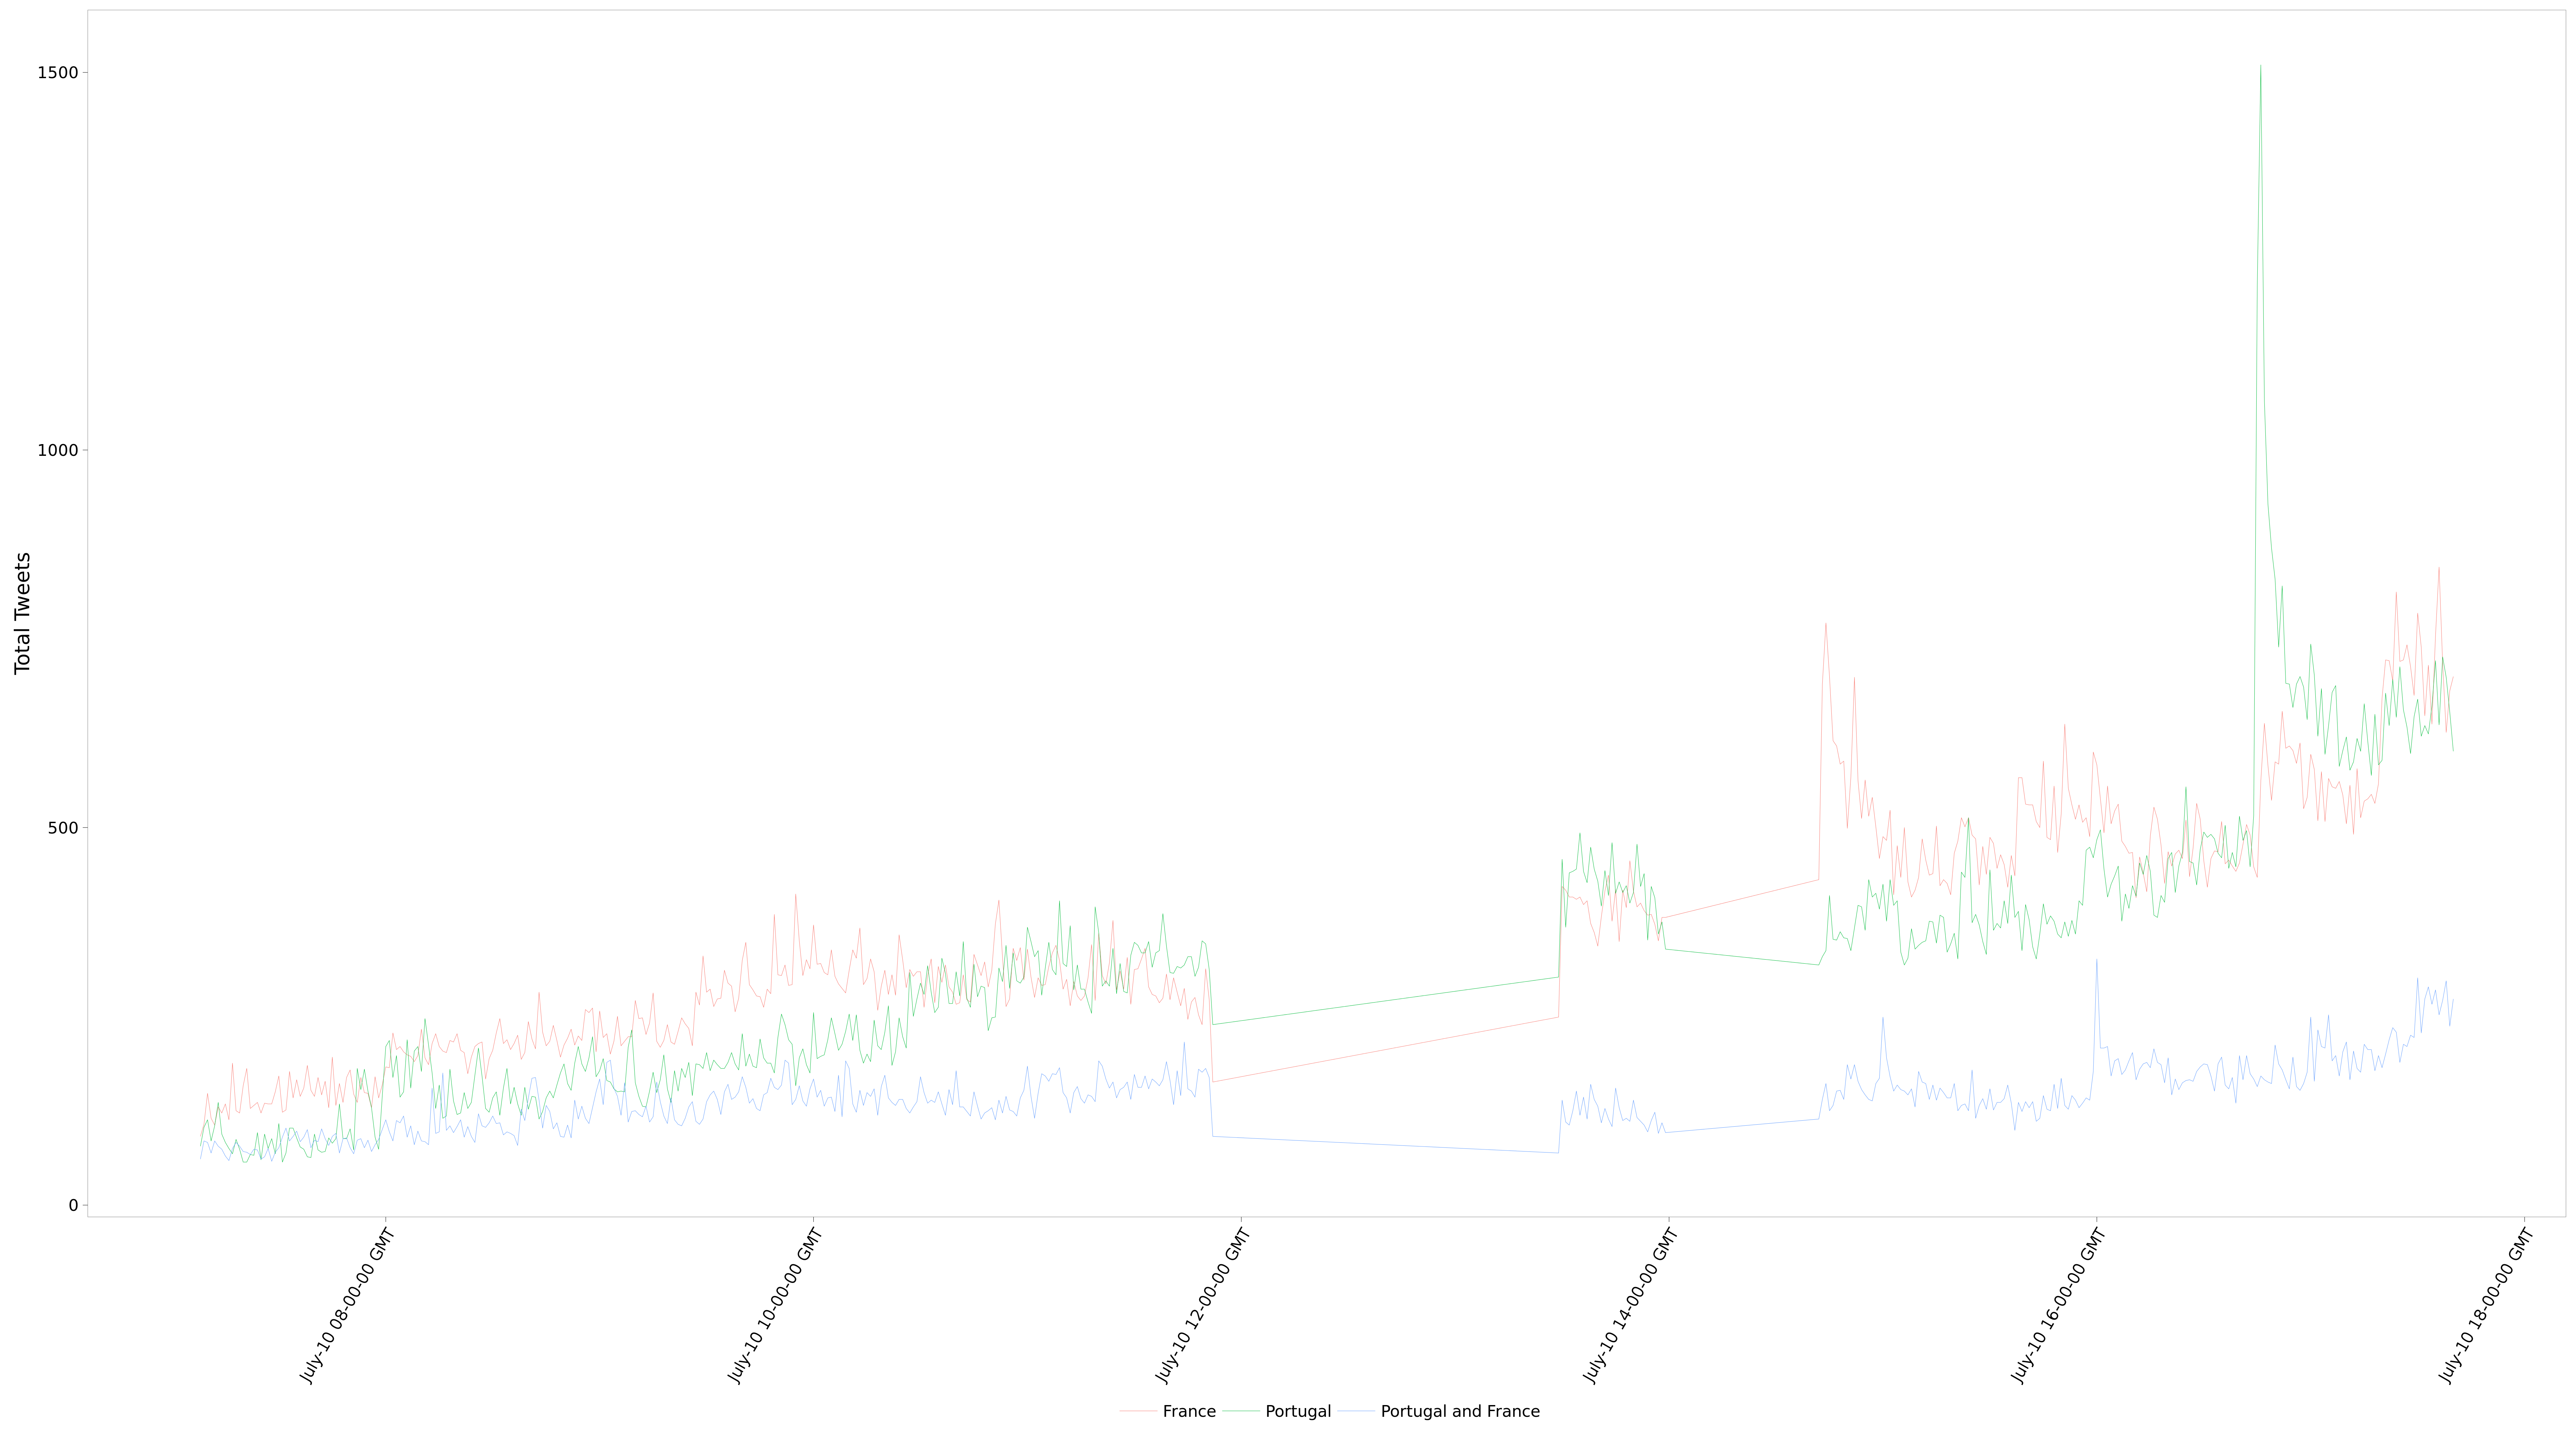 Total Tweets
1500
1000
500
0
July-10 08-00-00 GMT
July-10 10-00-00 GMT
July-10 12-00-00 GMT
July-10 14-00-00 GMT
July-10 16-00-00 GMT
July-10 18-00-00 GMT
France Portugal Portugal and France